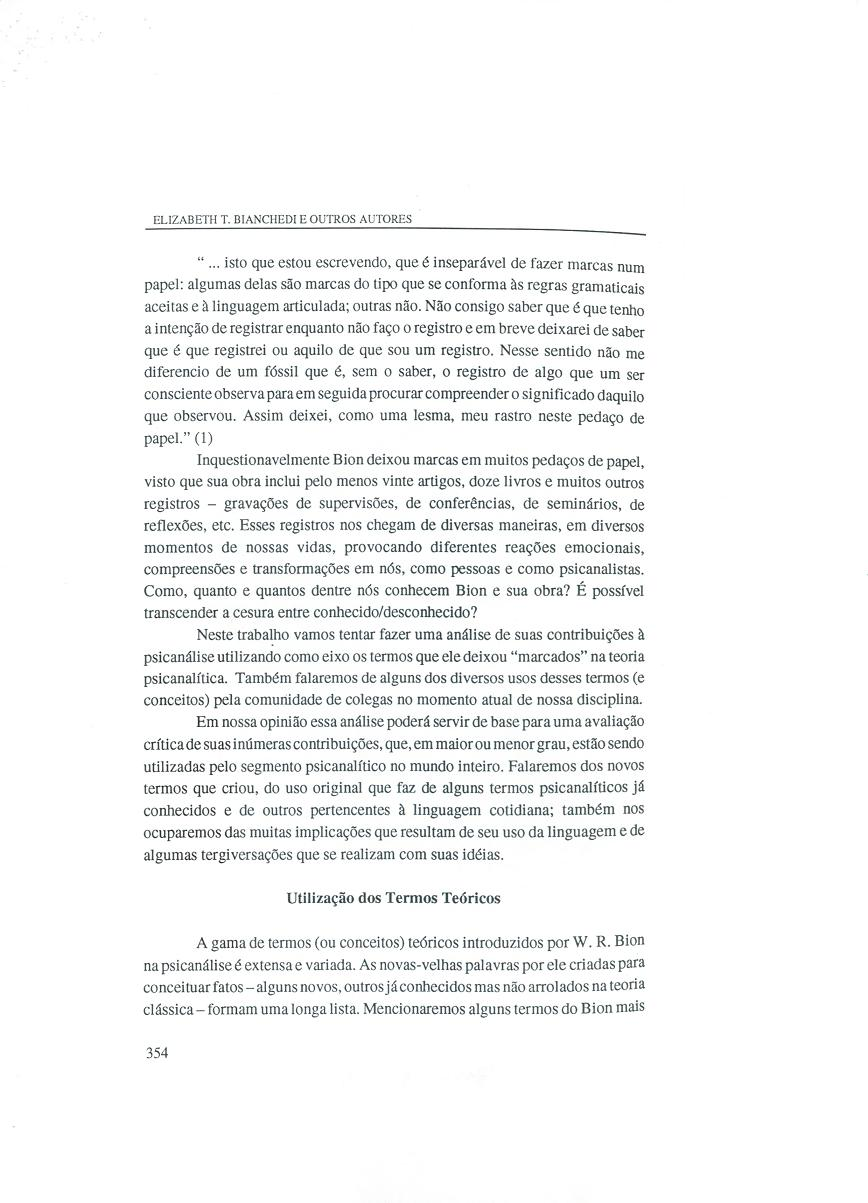 ELIZABETH T. BIANCHEDI E OUTROS AUTORES
“ ... isto que estou escrevendo, que é inseparável de fazer marcas num
papel: algumas delas são marcas do tipo que se conforma às regras gramaticais
aceitas e à linguagem articulada; outras não. Não consigo saber que é que tenho
a intenção de registrar enquanto não faço o registro e em breve deixarei de saber
que é que registrei ou aquilo de que sou um registro. Nesse sentido não me
diferencio de um fóssil que é, sem o saber, o registro de algo que um ser
consciente observa para em seguida procurar compreender o significado daquilo
que observou. Assim deixei, como uma lesma, meu rastro neste pedaço de
papel.” (1)
Inquestionavelmente Bion deixou marcas em muitos pedaços de papel,
visto que sua obra inclui pelo menos vinte artigos, doze livros e muitos outros
registros – gravações de supervisões, de conferências, de seminários, de
reflexões, etc. Esses registros nos chegam de diversas maneiras, em diversos
momentos de nossas vidas, provocando diferentes reações emocionais,
compreensões e transformações em nós, como pessoas e como psicanalistas.
Como, quanto e quantos dentre nós conhecem Bion e sua obra? É possível
transcender a cesura entre conhecido/desconhecido?
Neste trabalho vamos tentar fazer uma análise de suas contribuições à
psicanálise utilizando como eixo os termos que ele deixou “marcados” na teoria
psicanalítica. Também falaremos de alguns dos diversos usos desses termos (e
conceitos) pela comunidade de colegas no momento atual de nossa disciplina.
Em nossa opinião essa análise poderá servir de base para uma avaliação
crítica de suas inúmeras contribuições, que, em maior ou menor grau, estão sendo
utilizadas pelo segmento psicanalítico no mundo inteiro. Falaremos dos novos
termos que criou, do uso original que faz de alguns termos psicanalíticos já
conhecidos e de outros pertencentes à linguagem cotidiana; também nos
ocuparemos das muitas implicações que resultam de seu uso da linguagem e de
algumas tergiversações que se realizam com suas idéias.
Utilização dos Termos Teóricos
A gama de termos (ou conceitos) teóricos introduzidos por W. R. Bion
na psicanálise é extensa e variada. As novas-velhas palavras por ele criadas para
conceituar fatos – alguns novos, outros já conhecidos mas não arrolados na teoria
clássica – formam uma longa lista. Mencionaremos alguns termos do Bion mais
354